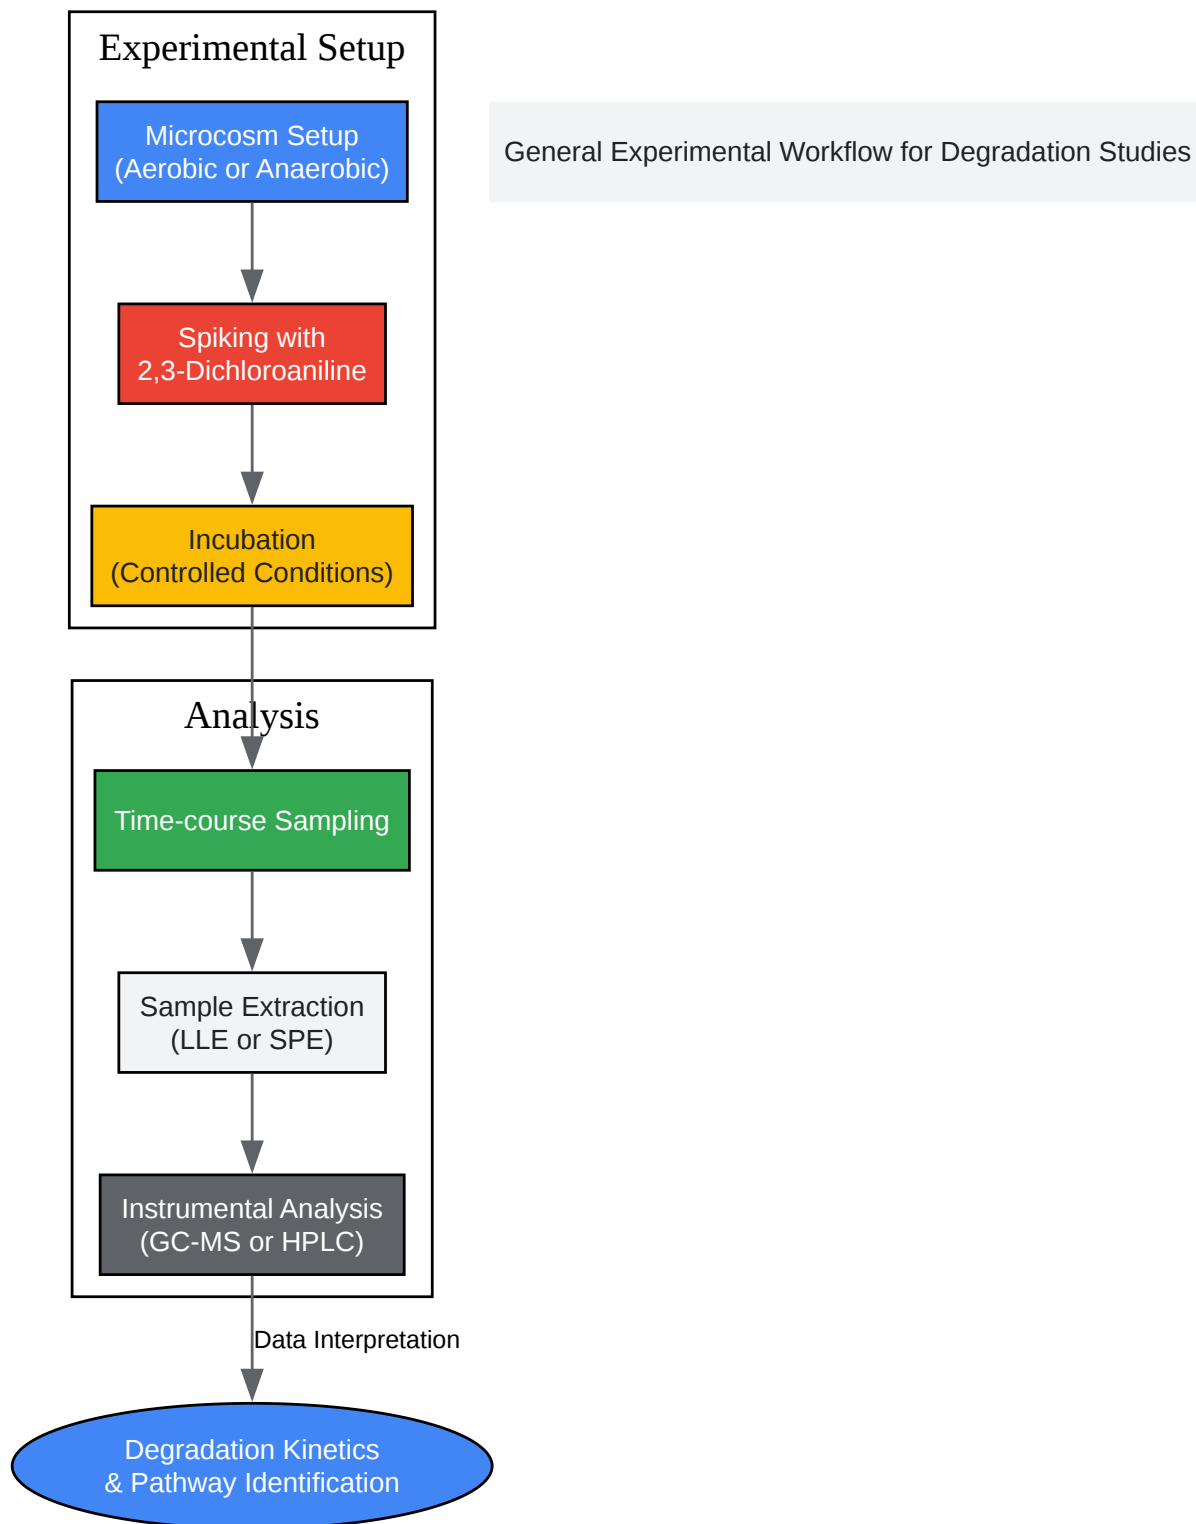 Experimental Setup
Microcosm Setup
(Aerobic or Anaerobic)
General Experimental Workflow for Degradation Studies
Spiking with
2,3-Dichloroaniline
Incubation
(Controlled Conditions)
Analysis
Time-course Sampling
Sample Extraction
(LLE or SPE)
Instrumental Analysis
(GC-MS or HPLC)
Data Interpretation
Degradation Kinetics
& Pathway Identification